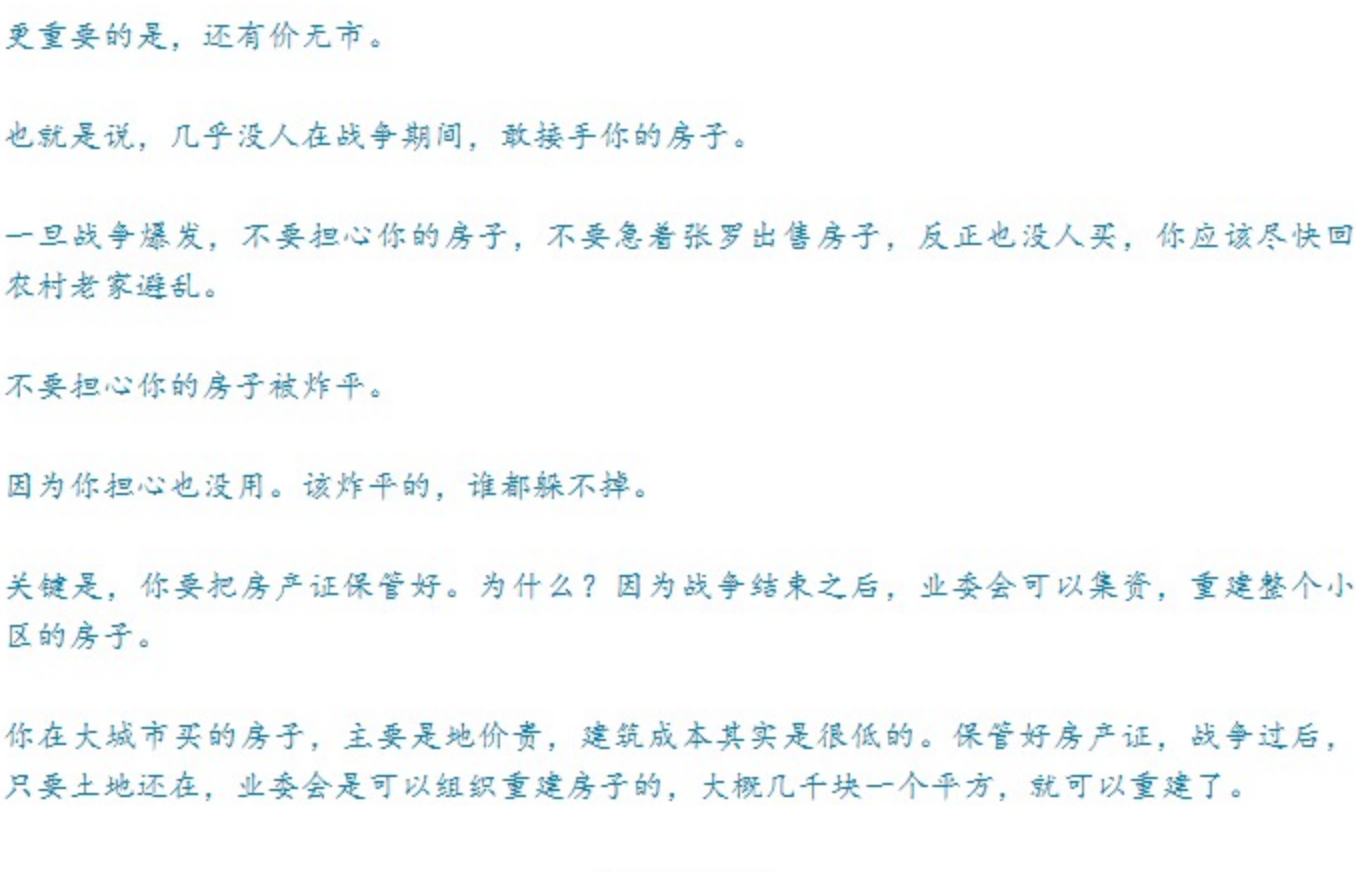 更重要的是，还有价无市。
也就是说，几乎没人在战争期间，敢接手你的房子。
一旦战争爆发，不要担心你的房子，不要急着张罗出售房子，反正也没人买，你应该尽快回
农村老家避乱。
不要担心你的房子被炸平。
因为你担心也没用。该炸平的，谁都躲不掉。
关键是，你要把房产证保管好。为什么？因为战争结束之后，业委会可以集资，重建整个小
区的房子。
你在大城市买的房子，主要是地价贵，建筑成本其实是很低的。保管好房产证，战争过后，
只要土地还在，业委会是可以组织重建房子的，大概几千块一个平方，就可以重建了。